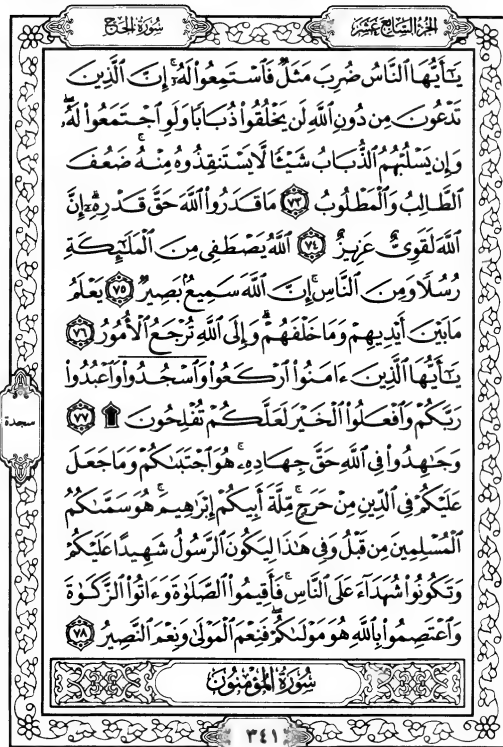 الجزء السابع عشر
سورة الحج
يَـٰٓأَيُّهَا ٱلنَّاسُ ضُرِبَ مَثَلٌ فَٱسْتَمِعُوا۟ لَهُۥٓ ۚ إِنَّ ٱلَّذِينَ
تَدْعُونَ مِن دُونِ ٱللَّهِ لَن يَخْلُقُوا۟ ذُبَابًا وَلَوِ ٱجْتَمَعُوا۟ لَهُۥ ۖ
وَإِن يَسْلُبْهُمُ ٱلذُّبَابُ شَيْـًٔا لَّا يَسْتَنقِذُوهُ مِنْهُ ۚ ضَعُفَ
ٱلطَّالِبُ وَٱلْمَطْلُوبُ ٧٣ مَا قَدَرُوا۟ ٱللَّهَ حَقَّ قَدْرِهِۦٓ ۗ إِنَّ
ٱللَّهَ لَقَوِىٌّ عَزِيزٌ ٧٤ ٱللَّهُ يَصْطَفِى مِنَ ٱلْمَلَـٰٓئِكَةِ
رُسُلًا وَمِنَ ٱلنَّاسِ ۚ إِنَّ ٱللَّهَ سَمِيعٌۢ بَصِيرٌ ٧٥ يَعْلَمُ
مَا بَيْنَ أَيْدِيهِمْ وَمَا خَلْفَهُمْ ۗ وَإِلَى ٱللَّهِ تُرْجَعُ ٱلْأُمُورُ ٧٦
يَـٰٓأَيُّهَا ٱلَّذِينَ ءَامَنُوا۟ ٱرْكَعُوا۟ وَٱسْجُدُوا۟ وَٱعْبُدُوا۟
رَبَّكُمْ وَٱفْعَلُوا۟ ٱلْخَيْرَ لَعَلَّكُمْ تُفْلِحُونَ ۩ ٧٧
سجدة
وَجَـٰهِدُوا۟ فِى ٱللَّهِ حَقَّ جِهَادِهِۦ ۚ هُوَ ٱجْتَبَىٰكُمْ وَمَا جَعَلَ
عَلَيْكُمْ فِى ٱلدِّينِ مِنْ حَرَجٍ ۚ مِّلَّةَ أَبِيكُمْ إِبْرَٰهِيمَ ۚ هُوَ سَمَّىٰكُمُ
ٱلْمُسْلِمِينَ مِن قَبْلُ وَفِى هَـٰذَا لِيَكُونَ ٱلرَّسُولُ شَهِيدًا عَلَيْكُمْ
وَتَكُونُوا۟ شُهَدَآءَ عَلَى ٱلنَّاسِ ۚ فَأَقِيمُوا۟ ٱلصَّلَوٰةَ وَءَاتُوا۟ ٱلزَّكَوٰةَ
وَٱعْتَصِمُوا۟ بِٱللَّهِ هُوَ مَوْلَىٰكُمْ ۖ فَنِعْمَ ٱلْمَوْلَىٰ وَنِعْمَ ٱلنَّصِيرُ ٧٨
سورة المؤمنون
٣٤١